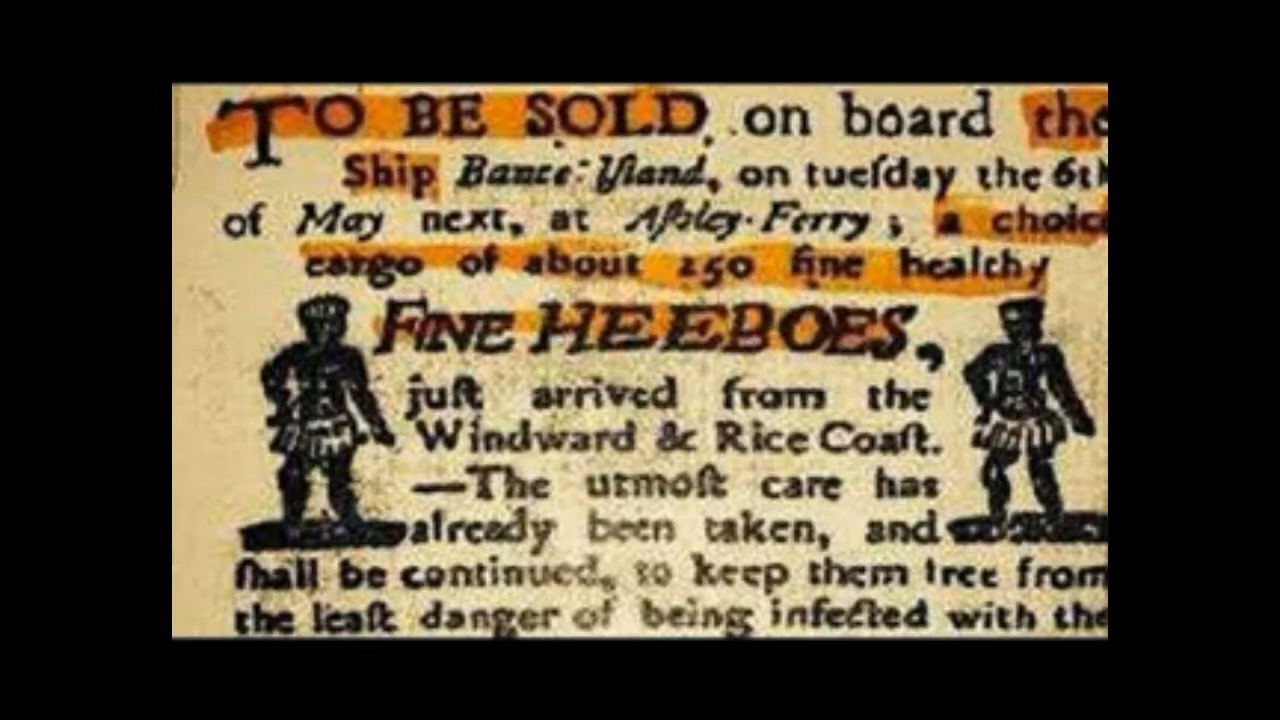 TO BE SOLD, on board the
Ship Bance-Iſland, on tueſday the 6th
of May next, at Aſhley-Ferry; a choice
cargo of about 250 fine healthy
FINE HEEBOES,
juſt arrived from the
Windward & Rice Coaſt.
—The utmoſt care has
already been taken, and
ſhall be continued, to keep them free from
the leaſt danger of being infected with the